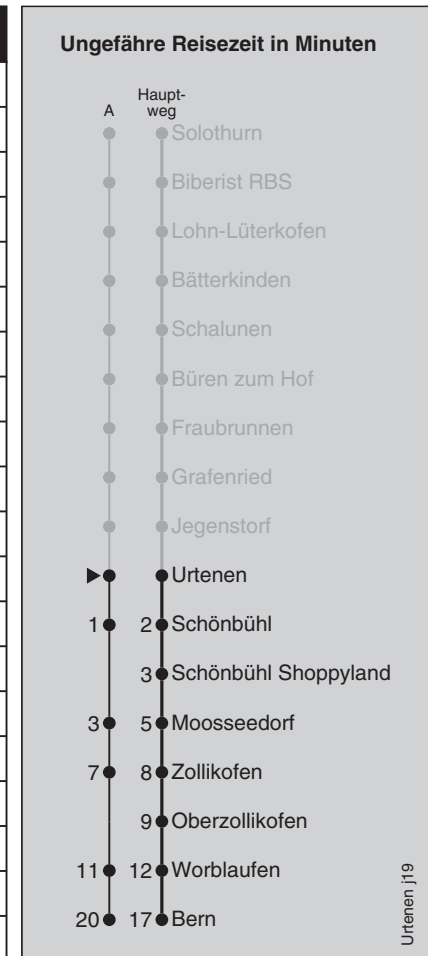 Ungefähre Reisezeit in Minuten
A Haupt-
weg
Solothurn
Biberist RBS
Lohn-Lüterkofen
Bätterkinden
Schalunen
Büren zum Hof
Fraubrunnen
Grafenried
Jegenstorf
Urtenen
1 2 Schönbühl
3 Schönbühl Shoppyland
3 5 Moosseedorf
7 8 Zollikofen
9 Oberzollikofen
11 12 Worblaufen
20 17 Bern
Urtenen j19